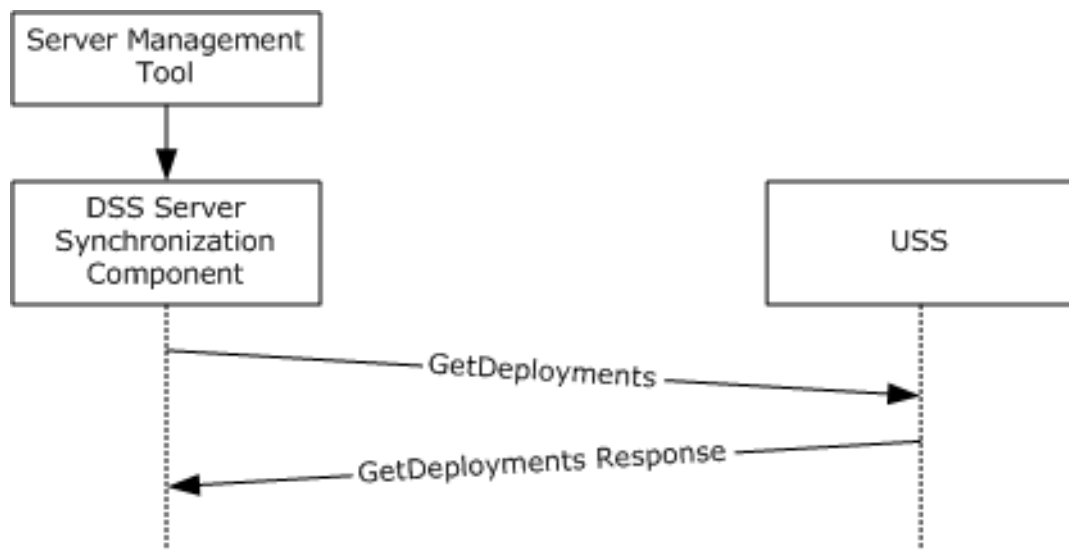 Server Management
Tool
DSS Server
Synchronization
Component
USS
GetDeployments
GetDeployments Response